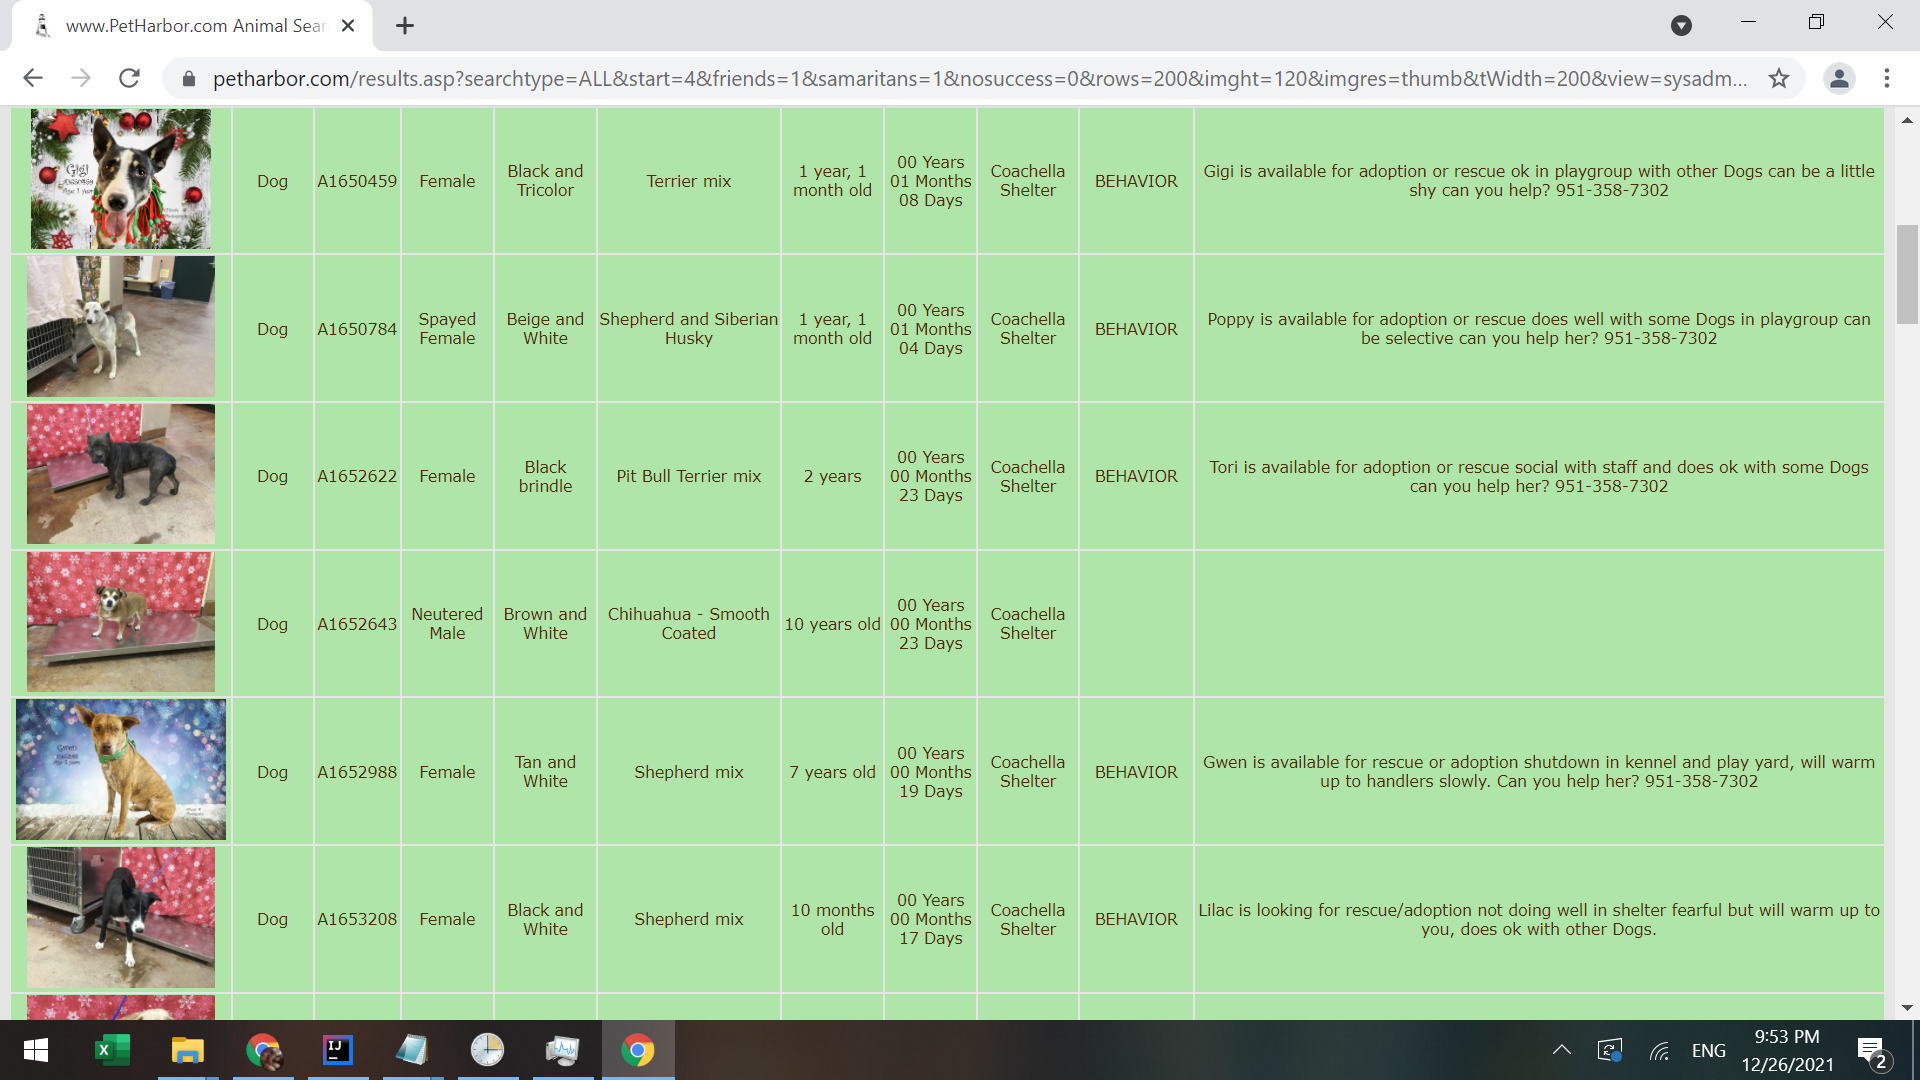 www.PetHarbor.com Animal Sear
petharbor.com/results.asp?searchtype=ALL&start=4&friends=1&samaritans=1&nosuccess=0&rows=200&imght=120&imgres=thumb&tWidth=200&view=sysadm...
Gigi
Dog
A1650459
Female
Black and
Tricolor
Terrier mix
1 year, 1
month old
00 Years
01 Months
08 Days
Coachella
Shelter
BEHAVIOR
Gigi is available for adoption or rescue ok in playgroup with other Dogs can be a little
shy can you help? 951-358-7302
Dog
A1650784
Spayed
Female
Beige and
White
Shepherd and Siberian
Husky
1 year, 1
month old
00 Years
01 Months
04 Days
Coachella
Shelter
BEHAVIOR
Poppy is available for adoption or rescue does well with some Dogs in playgroup can
be selective can you help her? 951-358-7302
Dog
A1652622
Female
Black
brindle
Pit Bull Terrier mix
2 years
00 Years
00 Months
23 Days
Coachella
Shelter
BEHAVIOR
Tori is available for adoption or rescue social with staff and does ok with some Dogs
can you help her? 951-358-7302
Dog
A1652643
Neutered
Male
Brown and
White
Chihuahua - Smooth
Coated
10 years old
00 Years
00 Months
23 Days
Coachella
Shelter
Gwen
Dog
A1652988
Female
Tan and
White
Shepherd mix
7 years old
00 Years
00 Months
19 Days
Coachella
Shelter
BEHAVIOR
Gwen is available for rescue or adoption shutdown in kennel and play yard, will warm
up to handlers slowly. Can you help her? 951-358-7302
Dog
A1653208
Female
Black and
White
Shepherd mix
10 months
old
00 Years
00 Months
17 Days
Coachella
Shelter
BEHAVIOR
Lilac is looking for rescue/adoption not doing well in shelter fearful but will warm up to
you, does ok with other Dogs.
IJ
ENG
9:53 PM
12/26/2021
2